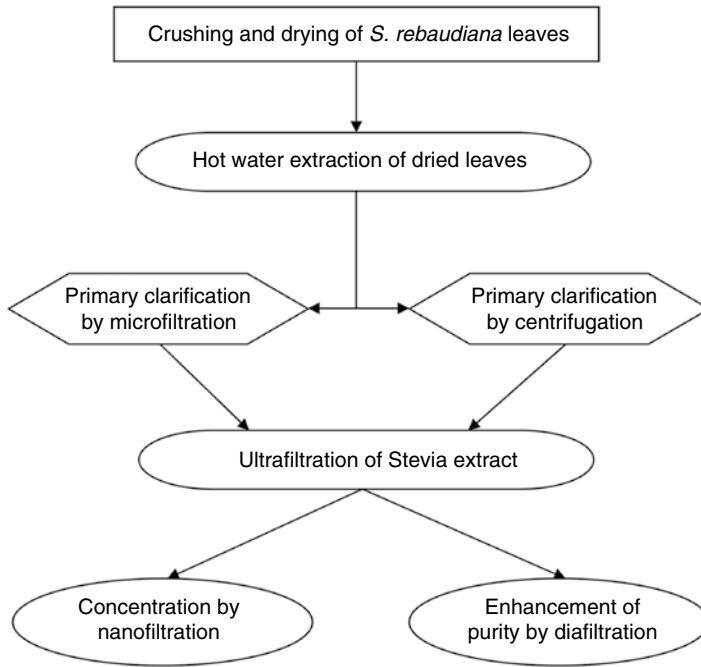 Crushing and drying of S. rebaudiana leaves
Hot water extraction of dried leaves
Primary clarification
by microfiltration
Primary clarification
by centrifugation
Ultrafiltration of Stevia extract
Concentration by
nanofiltration
Enhancement of
purity by diafiltration